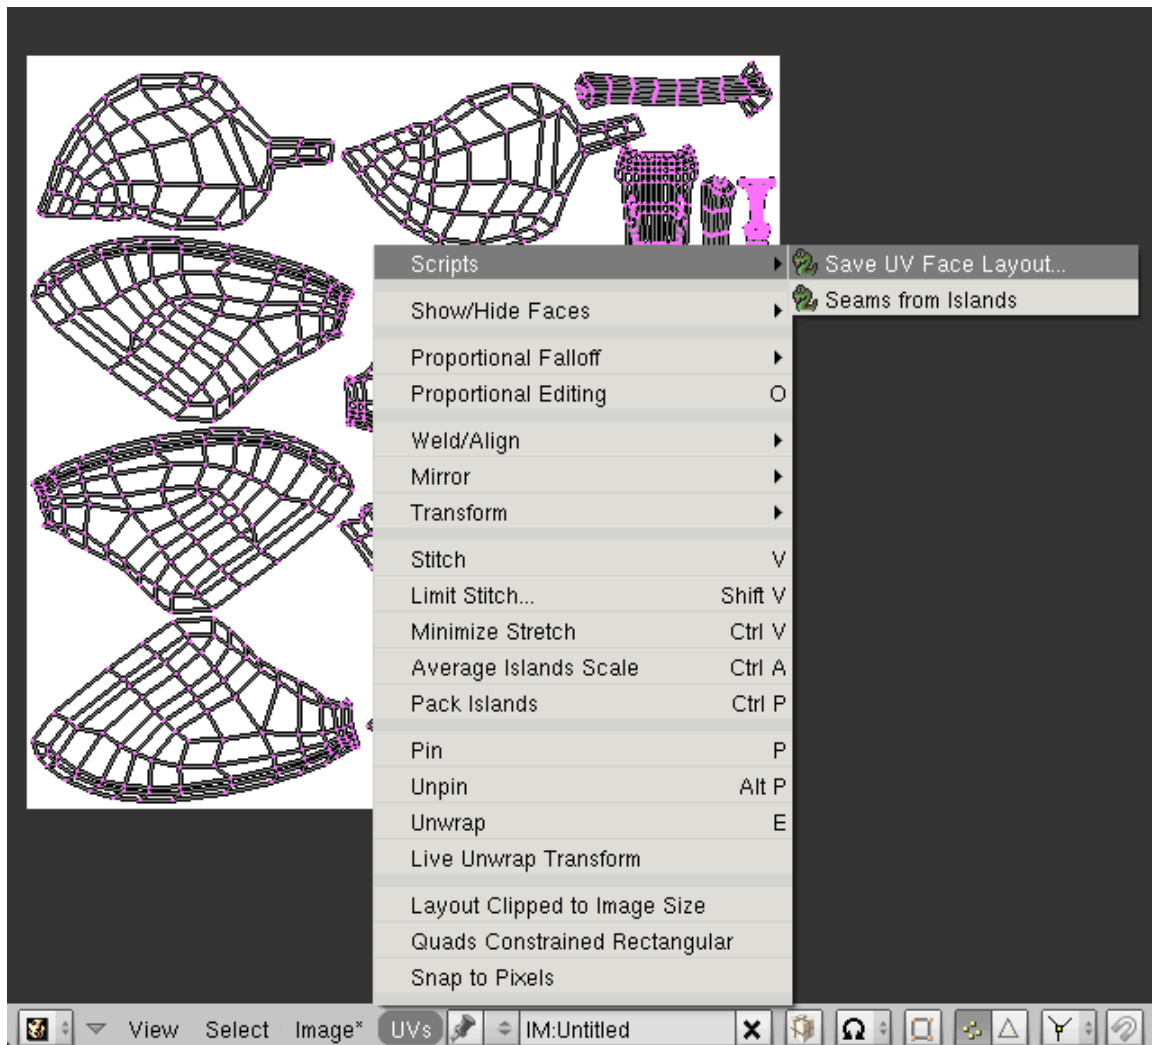 Scripts
Save UV Face Layout...
Seams from Islands
Show/Hide Faces
Proportional Falloff
Proportional Editing O
Weld/Align
Mirror
Transform
Stitch V
Limit Stitch... Shift V
Minimize Stretch Ctrl V
Average Islands Scale Ctrl A
Pack Islands Ctrl P
Pin P
Unpin Alt P
Unwrap E
Live Unwrap Transform
Layout Clipped to Image Size
Quads Constrained Rectangular
Snap to Pixels
View Select Image* UVs IM:Untitled